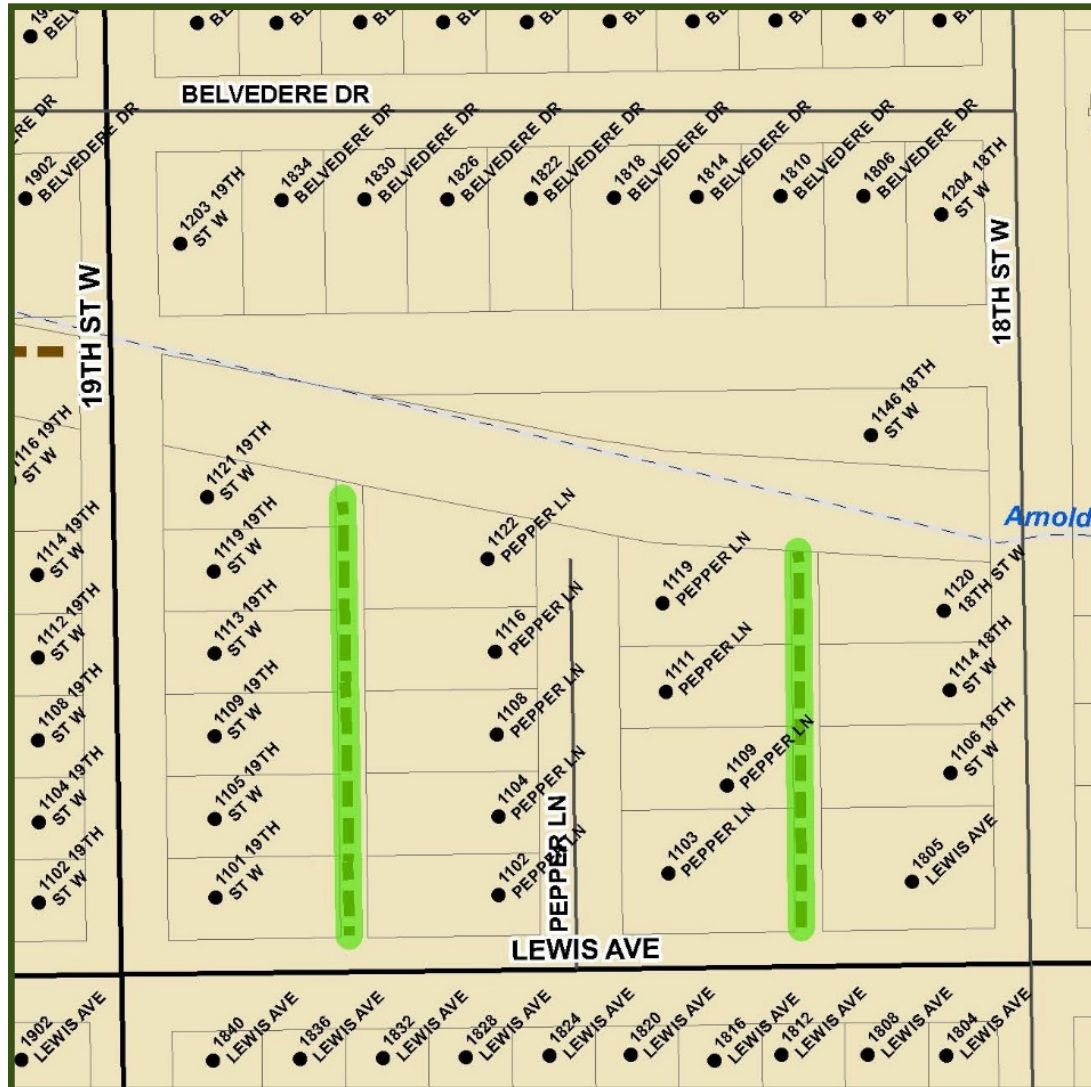 BELVEDERE DR
1902
BELVEDERE DR
1203 19TH
ST W
1834
BELVEDERE DR
1830
BELVEDERE DR
1826
BELVEDERE DR
1822
BELVEDERE DR
1818
BELVEDERE DR
1814
BELVEDERE DR
1810
BELVEDERE DR
1806
BELVEDERE DR
1204 18TH
ST W
19TH ST W
18TH ST W
1146 18TH
ST W
Arnold
1116 19TH
ST W
1121 19TH
ST W
1114 19TH
ST W
1119 19TH
ST W
1122
PEPPER LN
1119
PEPPER LN
1120
18TH ST W
1112 19TH
ST W
1113 19TH
ST W
1116
PEPPER LN
1111
PEPPER LN
1114 18TH
ST W
1108 19TH
ST W
1109 19TH
ST W
1108
PEPPER LN
1109
PEPPER LN
1106 18TH
ST W
1104 19TH
ST W
1105 19TH
ST W
1104
PEPPER LN
1103
PEPPER LN
1805
LEWIS AVE
1102 19TH
ST W
1101 19TH
ST W
1102
PEPPER LN
PEPPER LN
LEWIS AVE
1902
LEWIS AVE
1840
LEWIS AVE
1836
LEWIS AVE
1832
LEWIS AVE
1828
LEWIS AVE
1824
LEWIS AVE
1820
LEWIS AVE
1816
LEWIS AVE
1812
LEWIS AVE
1808
LEWIS AVE
1804
LEWIS AVE